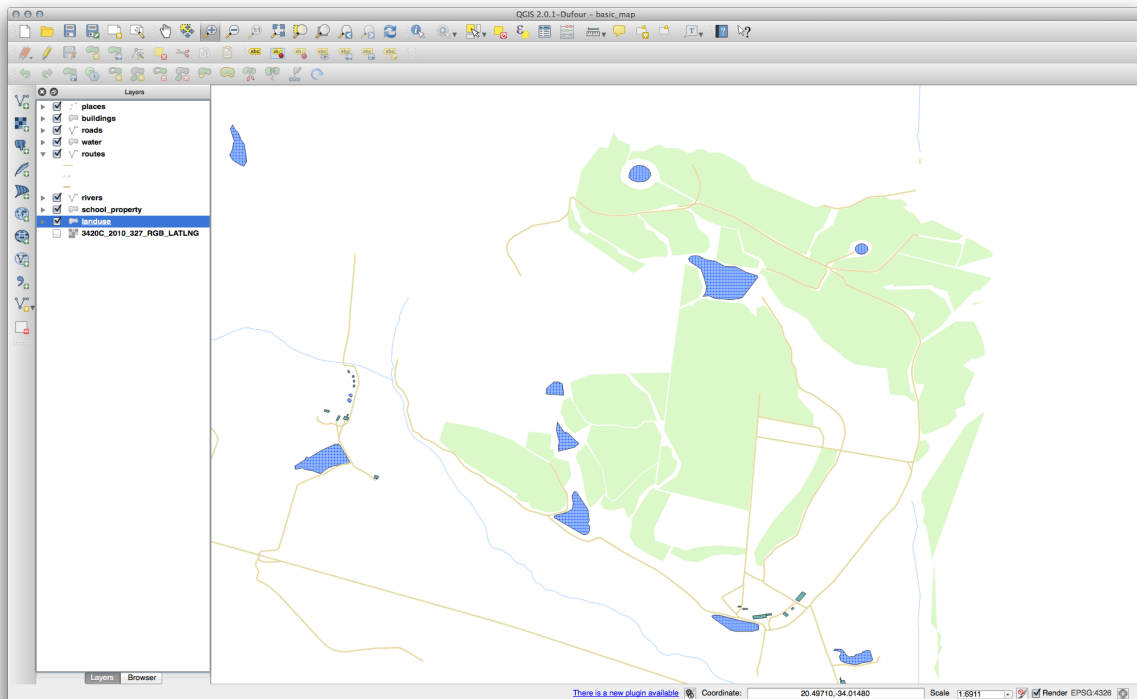 QGIS 2.0.1-Dufour - basic_map
Layers
places
buildings
roads
water
routes
rivers
school_property
landuse
3420C_2010_327_RGB_LATLNG
Layers Browser
There is a new plugin available Coordinate: 20.49710,-34.01480 Scale 1:6911 Render EPSG:4326